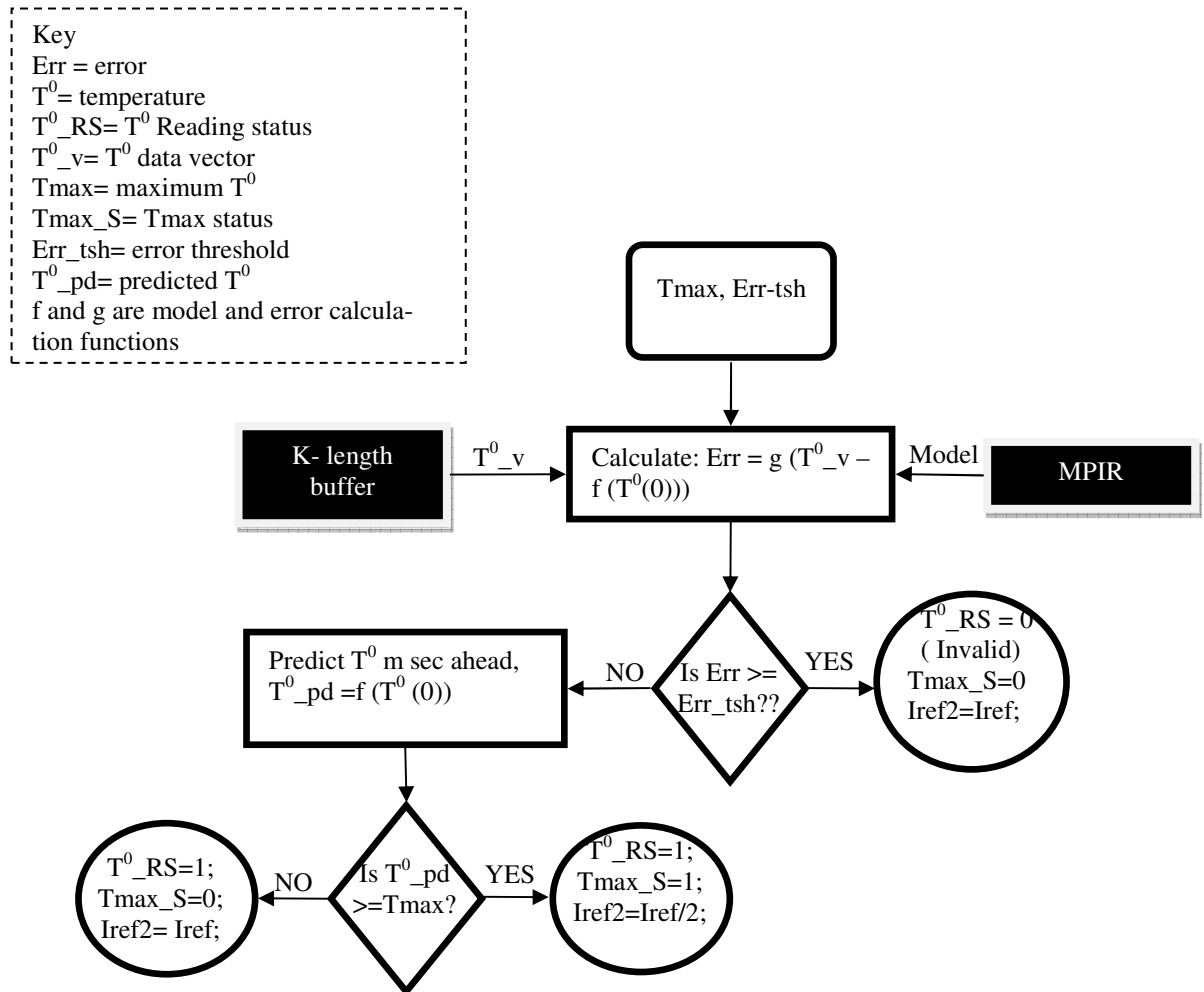 Key
Err = error
T⁰= temperature
T⁰_RS= T⁰ Reading status
T⁰_v= T⁰ data vector
Tmax= maximum T⁰
Tmax_S= Tmax status
Err_tsh= error threshold
T⁰_pd= predicted T⁰
f and g are model and error calcula-
tion functions
Tmax, Err-tsh
K- length
buffer
T⁰_v
Calculate: Err = g (T⁰_v –
f (T⁰(0)))
Model
MPIR
Predict T⁰ m sec ahead,
T⁰_pd =f (T⁰ (0))
NO
Is Err >=
Err_tsh??
YES
T⁰_RS = 0
( Invalid)
Tmax_S=0
Iref2=Iref;
T⁰_RS=1;
Tmax_S=0;
Iref2= Iref;
NO
Is T⁰_pd
>=Tmax?
YES
T⁰_RS=1;
Tmax_S=1;
Iref2=Iref/2;